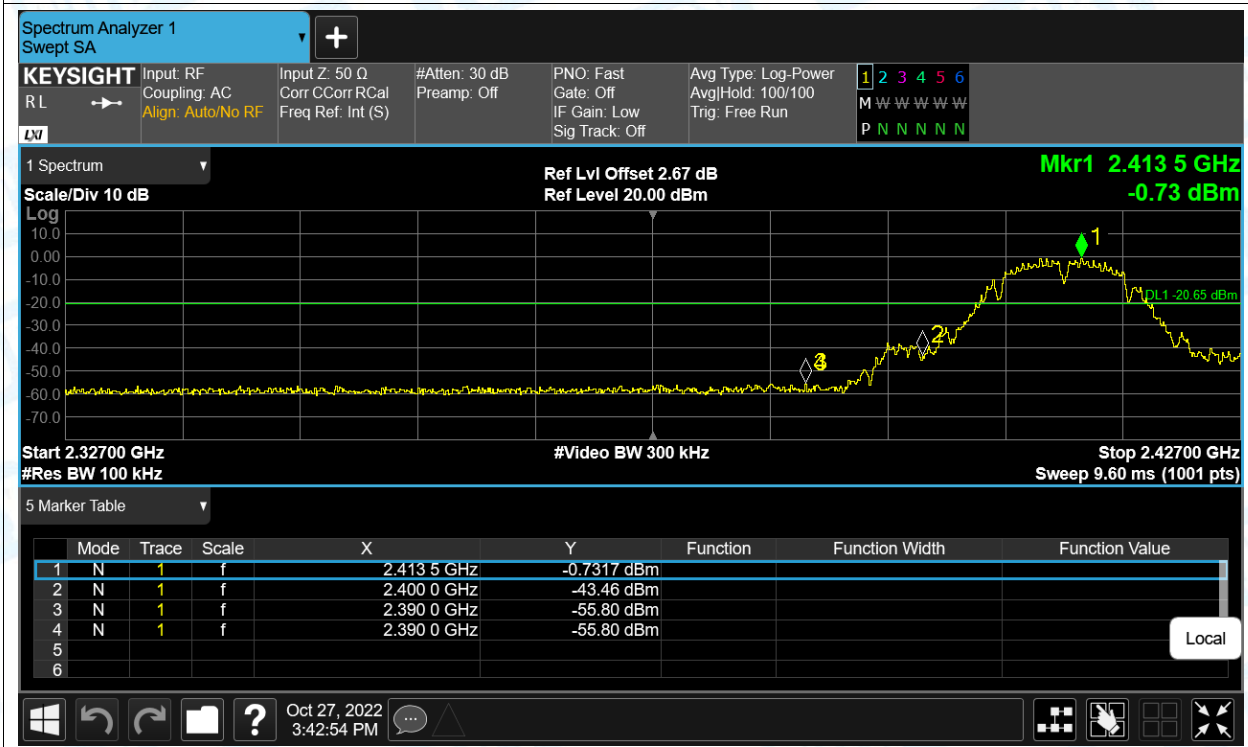 Spectrum Analyzer 1
Swept SA
KEYSIGHT Input: RF Input Z: 50 Ω #Atten: 30 dB PNO: Fast Avg Type: Log-Power 1 2 3 4 5 6
RL Coupling: AC Corr CCorr RCal Preamp: Off Gate: Off Avg|Hold: 100/100 M W W W W W
Align: Auto/No RF Freq Ref: Int (S) IF Gain: Low Trig: Free Run
LXI Sig Track: Off P N N N N N
1 Spectrum Ref Lvl Offset 2.67 dB Mkr1 2.413 5 GHz
Scale/Div 10 dB Ref Level 20.00 dBm -0.73 dBm
Log
10.0
1
0.00
-10.0
-20.0 DL1 -20.65 dBm
-30.0
2
-40.0
-50.0
-60.0
-70.0
Start 2.32700 GHz #Video BW 300 kHz Stop 2.42700 GHz
#Res BW 100 kHz Sweep 9.60 ms (1001 pts)
5 Marker Table
Mode Trace Scale X Y Function Function Width Function Value
1 N 1 f 2.413 5 GHz -0.7317 dBm
2 N 1 f 2.400 0 GHz -43.46 dBm
3 N 1 f 2.390 0 GHz -55.80 dBm
4 N 1 f 2.390 0 GHz -55.80 dBm
5
6
Local
? Oct 27, 2022
3:42:54 PM